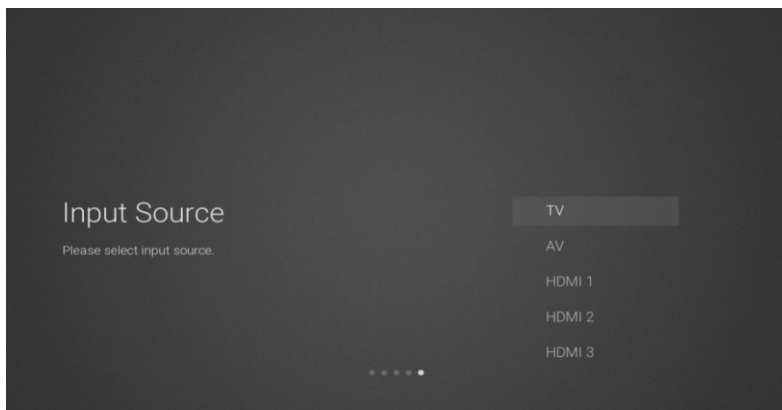 Input Source
Please select input source.
TV
AV
HDMI 1
HDMI 2
HDMI 3